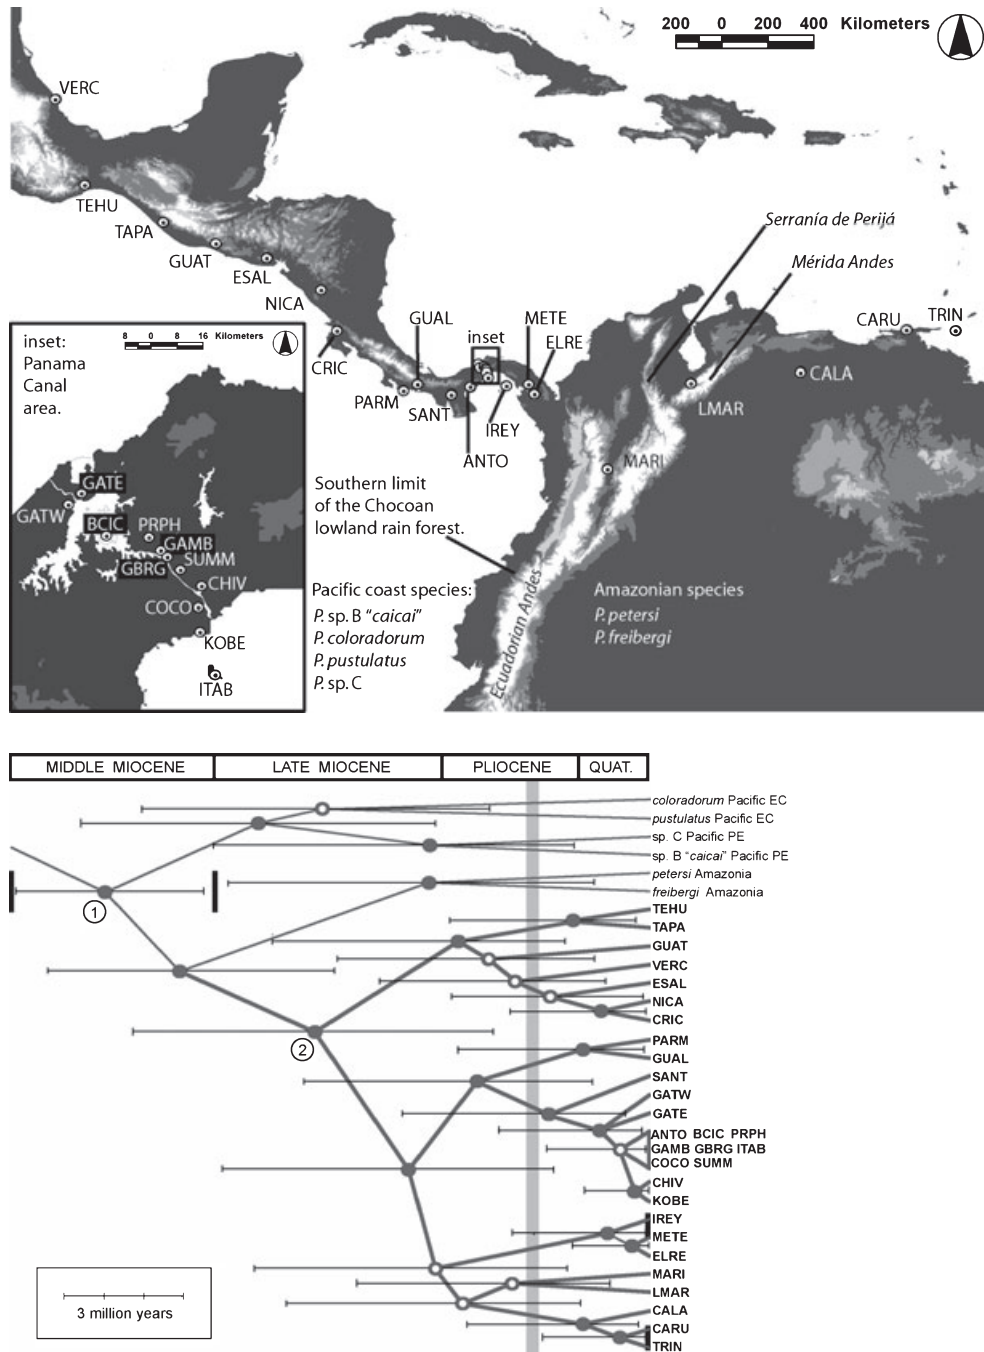 200 0 200 400 Kilometers
VERC
TEHU
TAPA
GUAT
ESAL
NICA
CRIC
PARM
GUAL
SANT
ANTO
inset
IREY
METE
ELRE
Serranía de Perijá
Mérida Andes
CARU
TRIN
CALA
LMAR
MARI
inset:
Panama
Canal
area.
8 0 8 16 Kilometers
GATE
GATW
BCIC
PRPH
GAMB
GBRG
SUMM
CHIV
COCO
KOBE
ITAB
Southern limit
of the Chocoan
lowland rain forest.
Pacific coast species:
P. sp. B "caicai"
P. coloradorum
P. pustulatus
P. sp. C
Ecuadorian Andes
Amazonian species
P. petersi
P. freibergi
MIDDLE MIOCENE LATE MIOCENE PLIOCENE QUAT.
coloradorum Pacific EC
pustulatus Pacific EC
sp. C Pacific PE
sp. B "caicai" Pacific PE
petersi Amazonia
freibergi Amazonia
1
TEHU
TAPA
GUAT
VERC
ESAL
NICA
CRIC
2
PARM
GUAL
SANT
GATW
GATE
ANTO BCIC PRPH
GAMB GBRG ITAB
COCO SUMM
CHIV
KOBE
IREY
METE
ELRE
MARI
LMAR
CALA
CARU
TRIN
3 million years